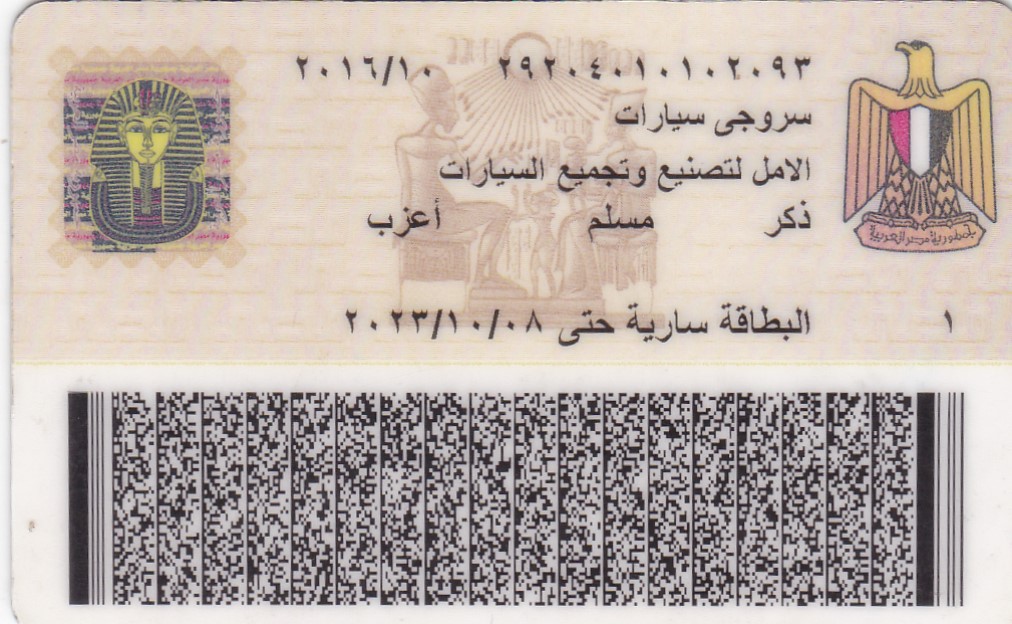 ٢٩٢٠٤٠١٠١٠٢٠٩٣ ٢٠١٦/١٠
سروجى سيارات
الامل لتصنيع وتجميع السيارات
ذكر مسلم أعزب
جمهورية مصر العربية
البطاقة سارية حتى ٢٠٢٣/١٠/٠٨
١